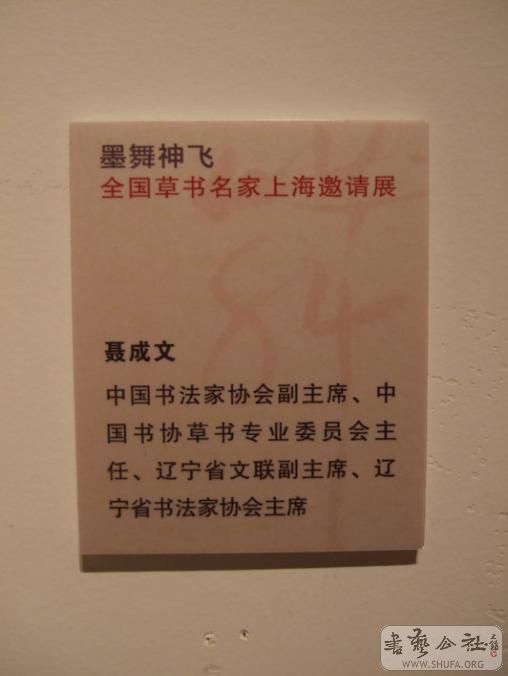 墨舞神飞
全国草书名家上海邀请展
聂成文
中国书法家协会副主席、中
国书协草书专业委员会主
任、辽宁省文联副主席、辽
宁省书法家协会主席
書藝公社
WWW.SHUFA.ORG